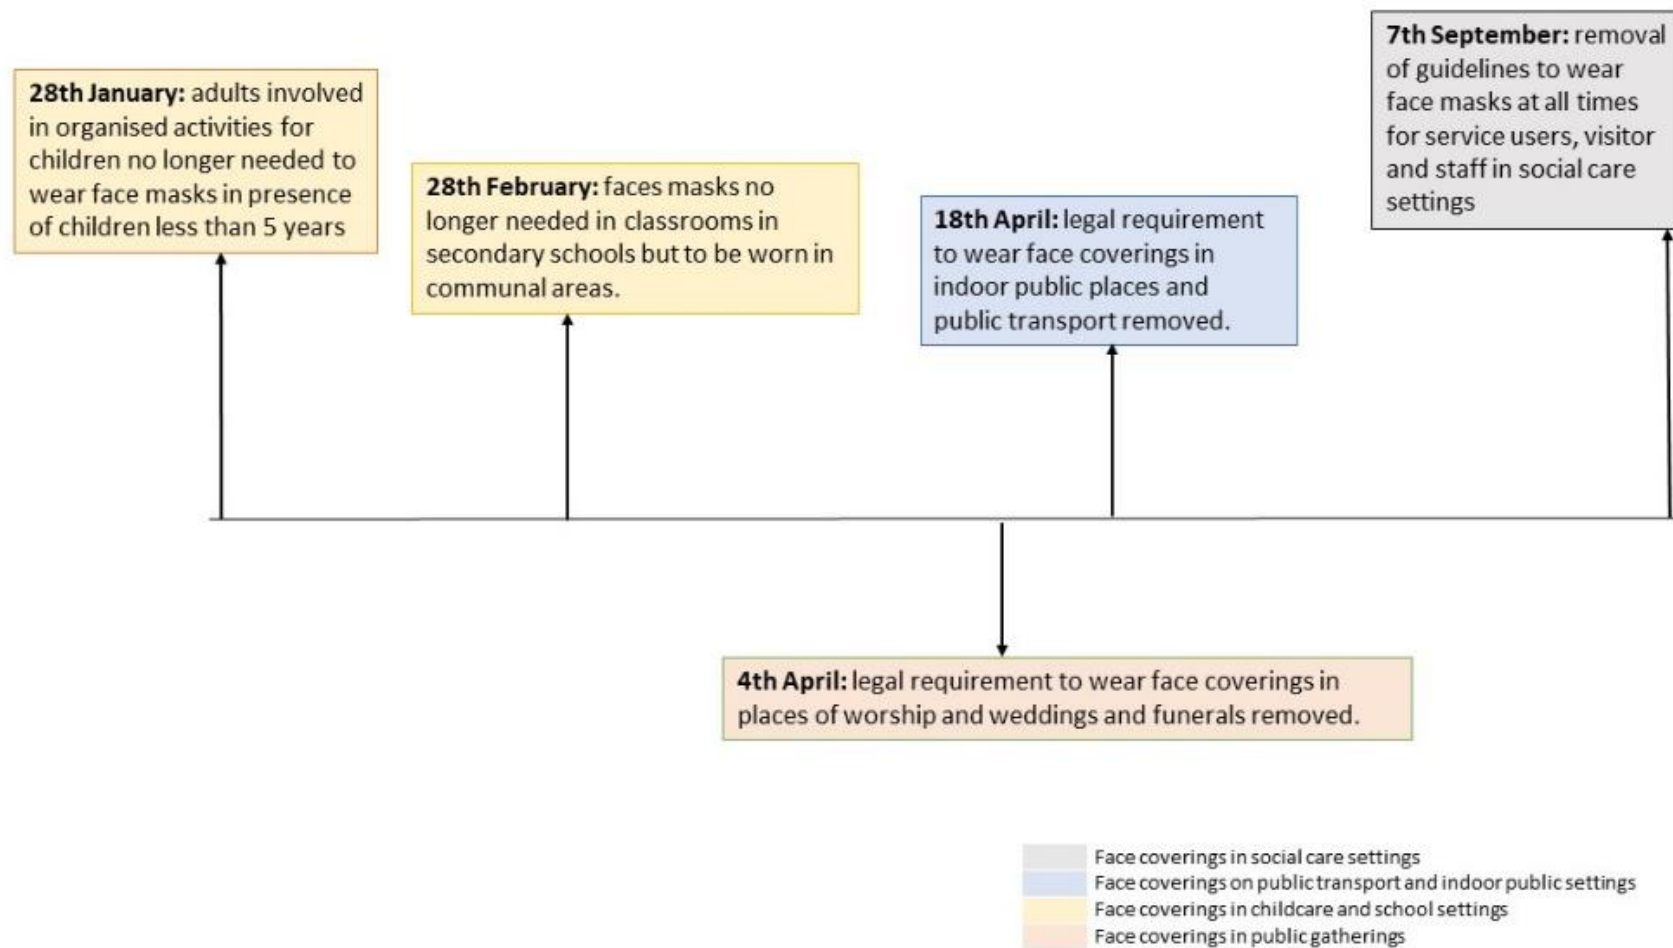 28th January: adults involved
in organised activities for
children no longer needed to
wear face masks in presence
of children less than 5 years
28th February: faces masks no
longer needed in classrooms in
secondary schools but to be worn in
communal areas.
18th April: legal requirement
to wear face coverings in
indoor public places and
public transport removed.
7th September: removal
of guidelines to wear
face masks at all times
for service users, visitor
and staff in social care
settings
4th April: legal requirement to wear face coverings in
places of worship and weddings and funerals removed.
Face coverings in social care settings
Face coverings on public transport and indoor public settings
Face coverings in childcare and school settings
Face coverings in public gatherings